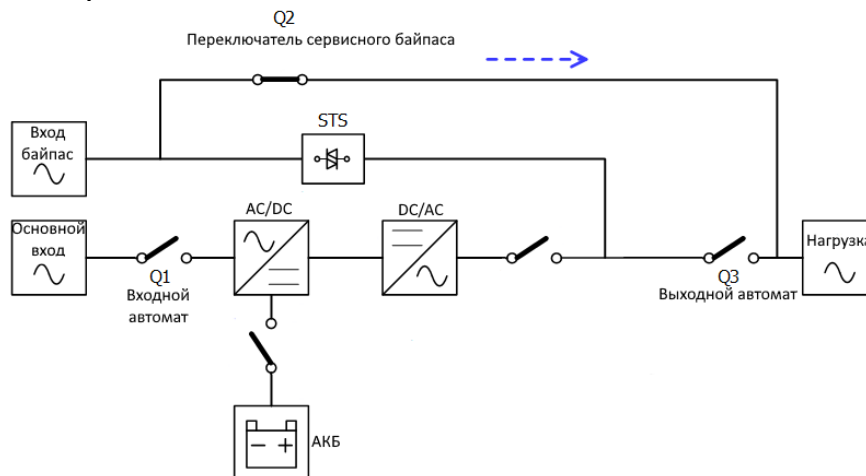 Q2
Переключатель сервисного байпаса
STS
Вход
байпас
AC/DC
DC/AC
Основной
вход
Нагрузка
Q1
Входной
автомат
Q3
Выходной автомат
АКБ